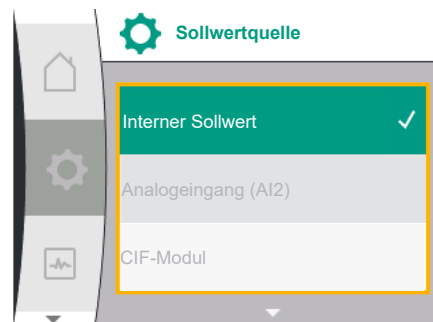 Sollwertquelle
Interner Sollwert
Analogeingang (AI2)
CIF-Modul